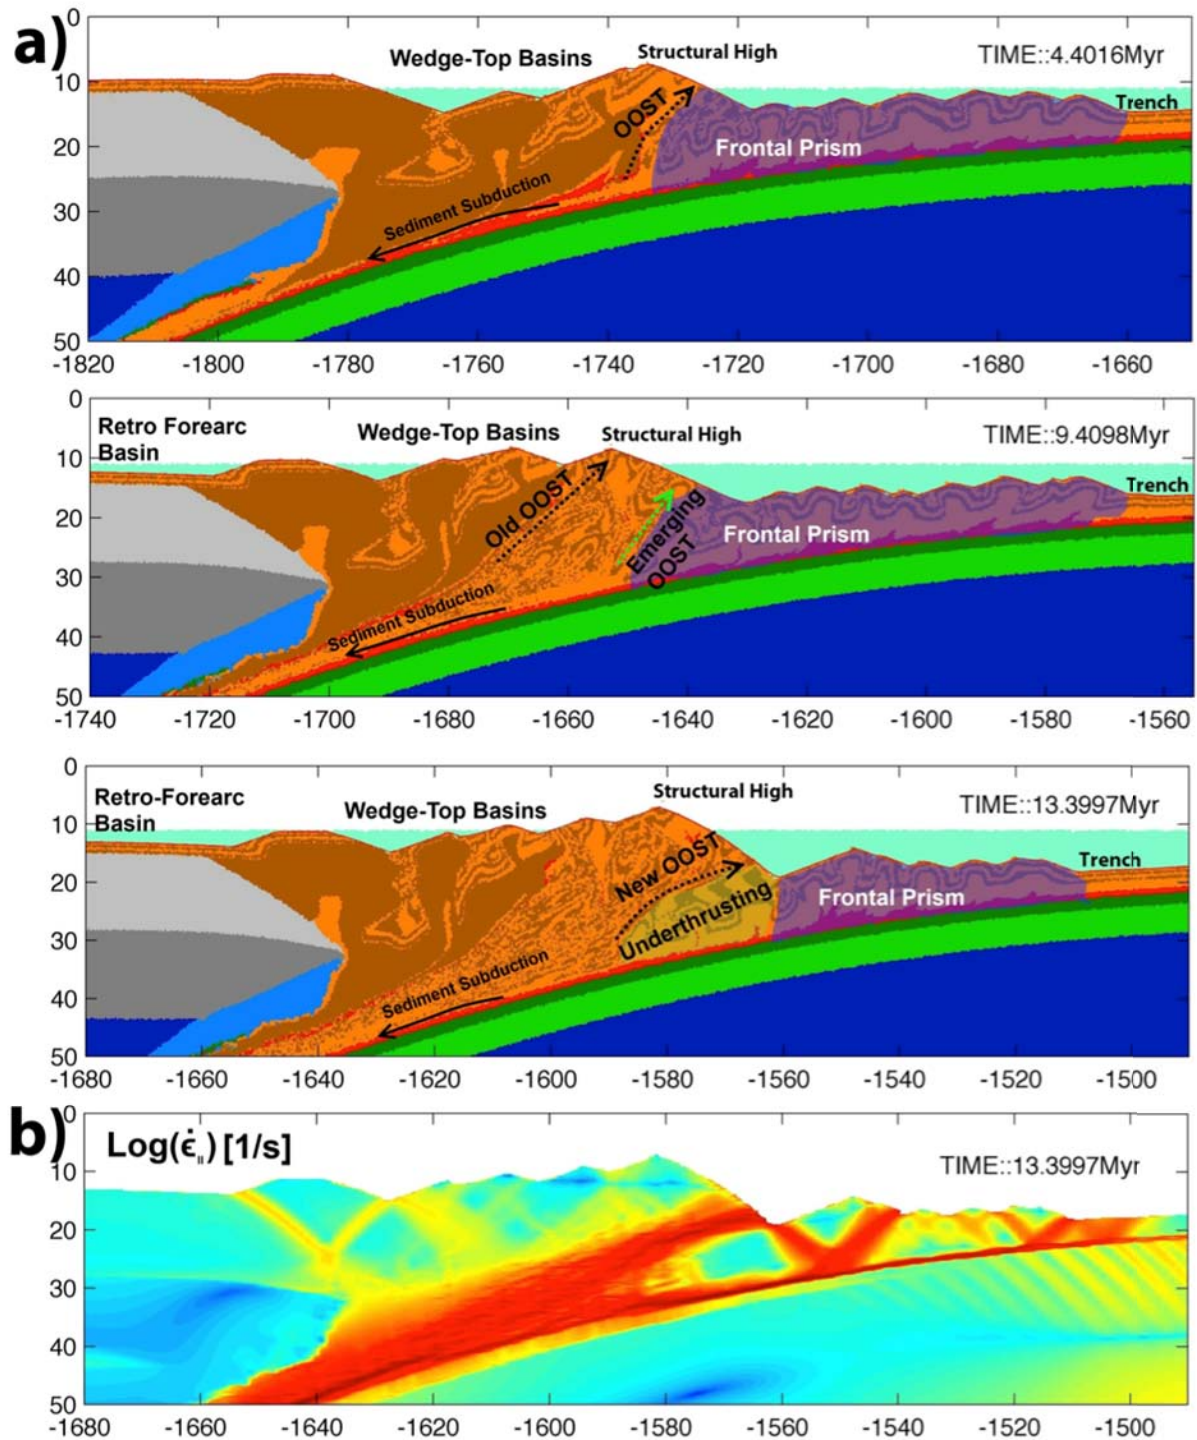 a)
0
Wedge-Top Basins
Structural High
TIME::4.4016Myr
10
OOST
Trench
20
Frontal Prism
Sediment Subduction
30
40
50
-1820 -1800 -1780 -1760 -1740 -1720 -1700 -1680 -1660
0
Retro Forearc
Basin
Wedge-Top Basins
Structural High
TIME::9.4098Myr
10
Old OOST
Trench
20
Emerging
OOST
Frontal Prism
30
Sediment Subduction
40
50
-1740 -1720 -1700 -1680 -1660 -1640 -1620 -1600 -1580 -1560
0
Retro-Forearc
Basin
Wedge-Top Basins
Structural High
TIME::13.3997Myr
10
New OOST
Trench
20
Underthrusting
Frontal Prism
30
Sediment Subduction
40
50
-1680 -1660 -1640 -1620 -1600 -1580 -1560 -1540 -1520 -1500
b)
0
Log(ε̇ᵢᵢ) [1/s]
TIME::13.3997Myr
10
20
30
40
50
-1680 -1660 -1640 -1620 -1600 -1580 -1560 -1540 -1520 -1500